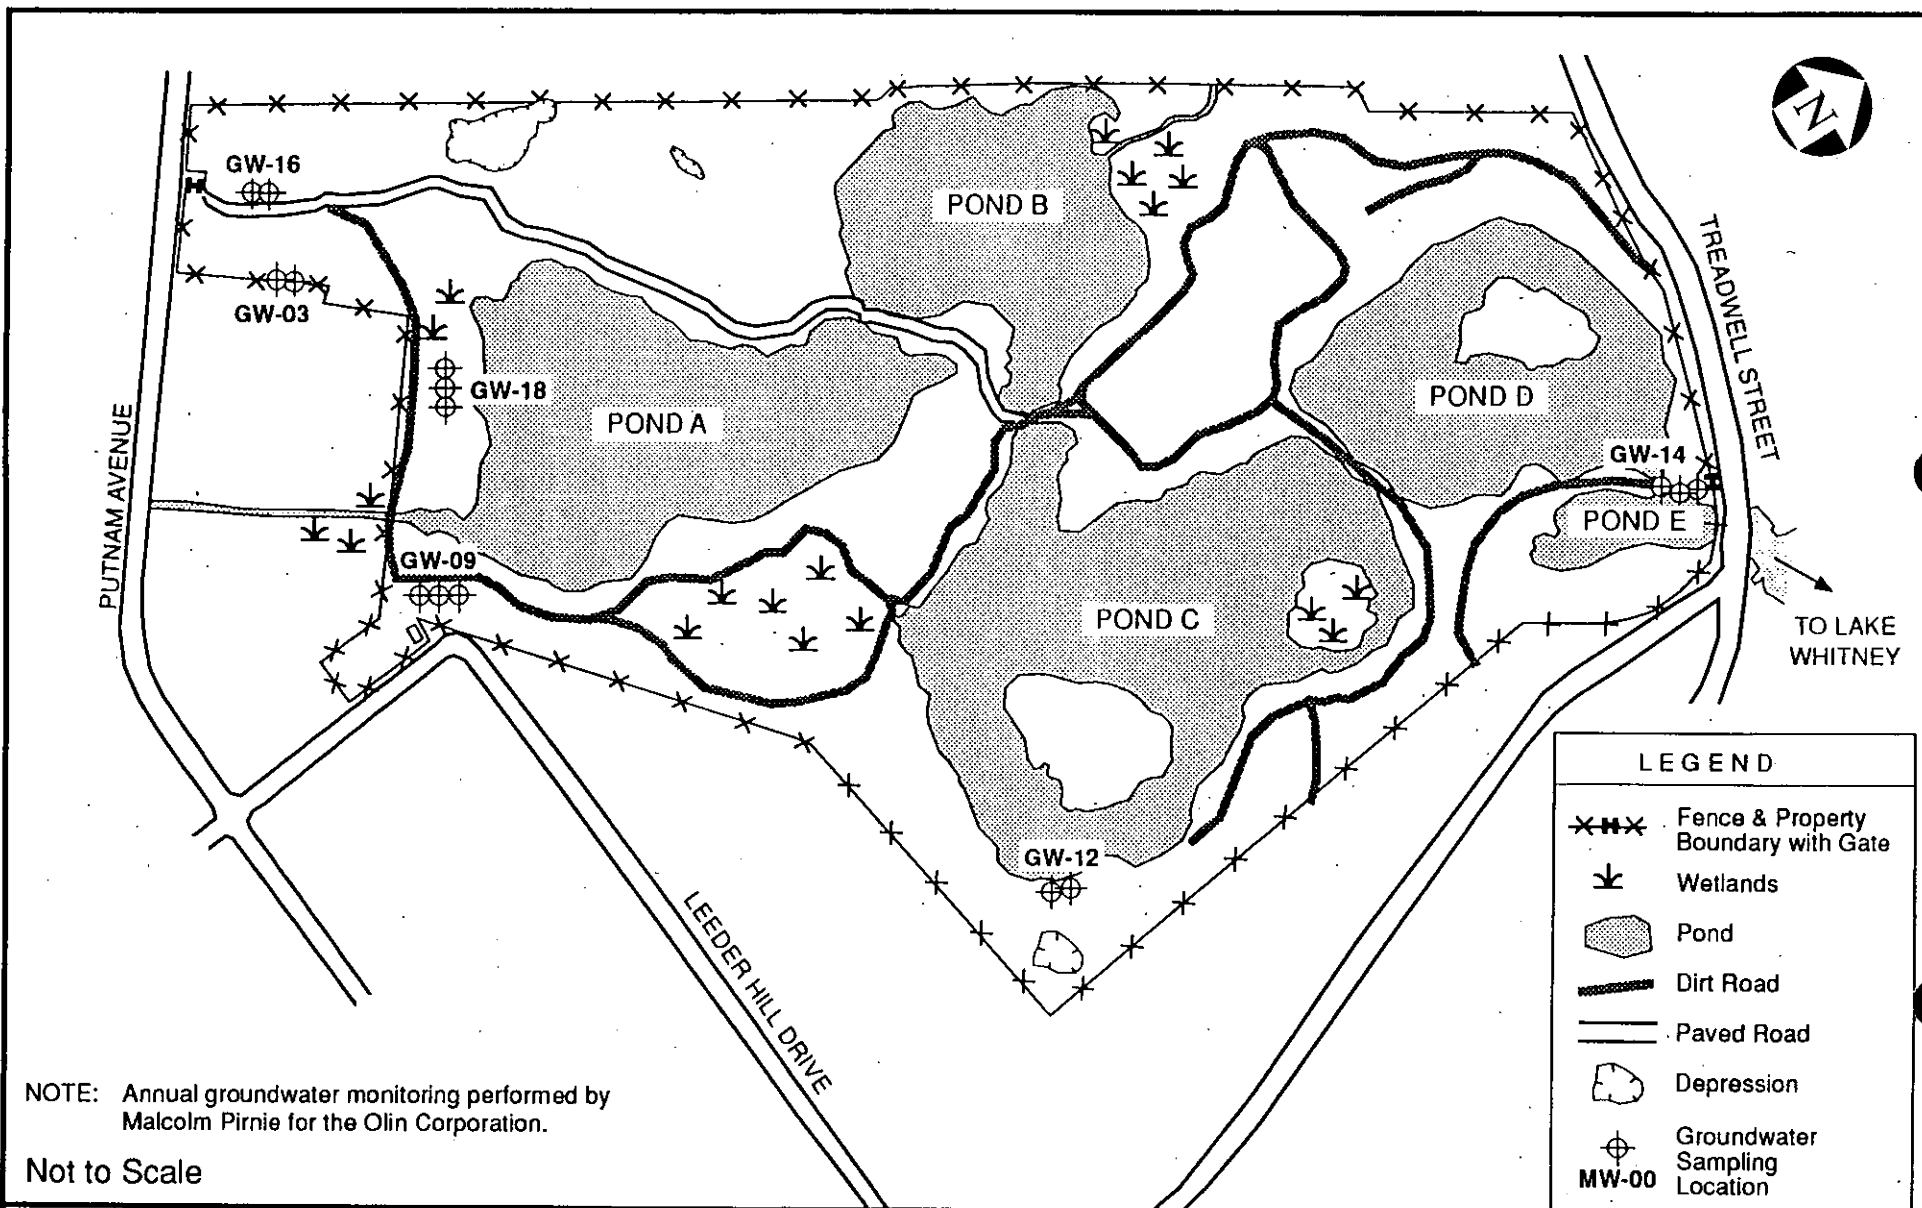 N
GW-16
POND B
GW-03
TREADWELL STREET
GW-18
POND A
POND D
PUTNAM AVENUE
GW-14
POND E
GW-09
POND C
TO LAKE
WHITNEY
GW-12
LEEDER HILL DRIVE
LEGEND
Fence & Property
Boundary with Gate
Wetlands
Pond
Dirt Road
Paved Road
Depression
Groundwater
Sampling
MW-00 Location
NOTE: Annual groundwater monitoring performed by
Malcolm Pirnie for the Olin Corporation.
Not to Scale